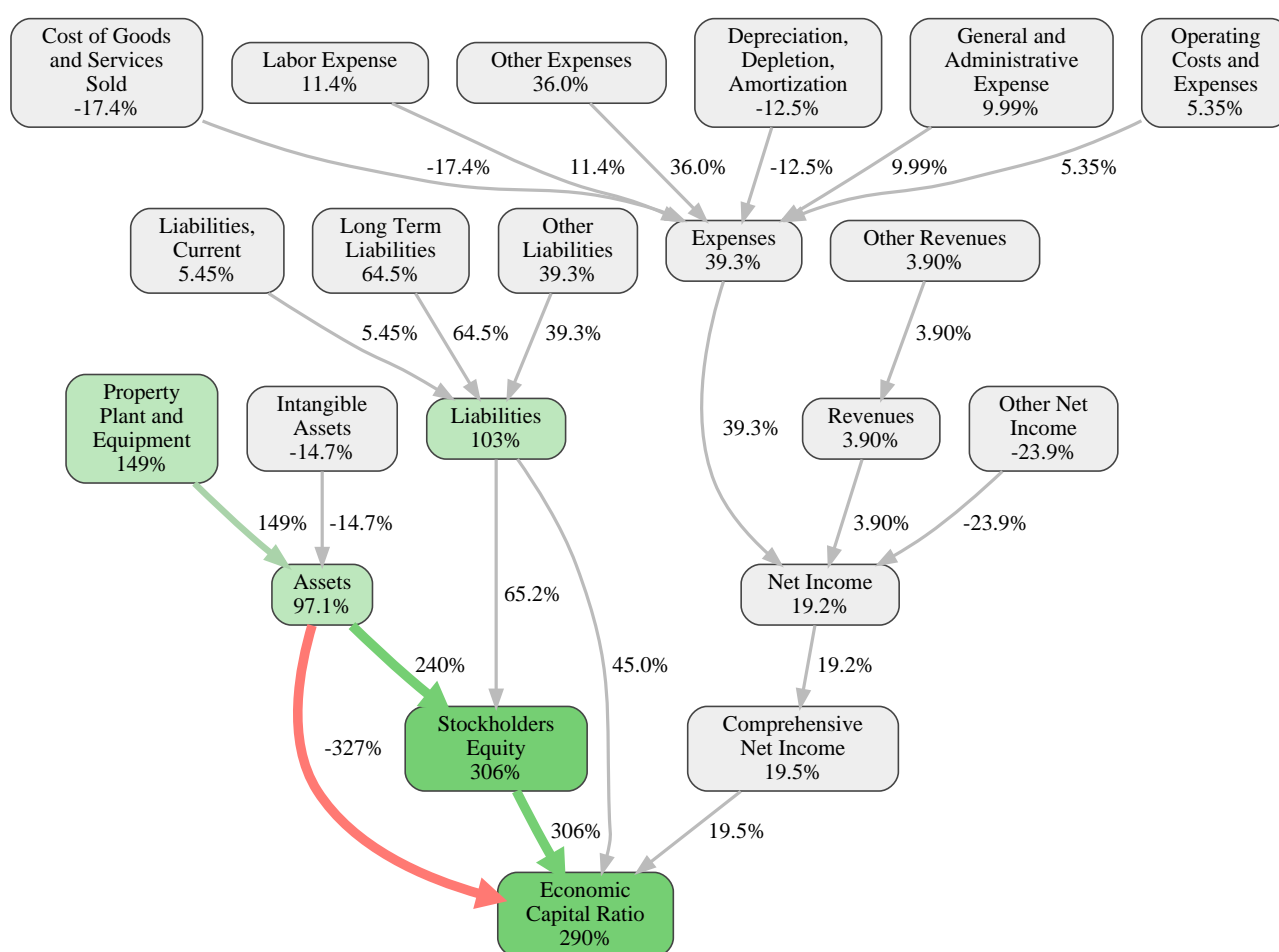 Cost of Goods
and Services
Sold
-17.4%
Labor Expense
11.4%
Other Expenses
36.0%
Depreciation,
Depletion,
Amortization
-12.5%
General and
Administrative
Expense
9.99%
Operating
Costs and
Expenses
5.35%
-17.4%
11.4%
36.0%
-12.5%
9.99%
5.35%
Liabilities,
Current
5.45%
Long Term
Liabilities
64.5%
Other
Liabilities
39.3%
Expenses
39.3%
Other Revenues
3.90%
5.45%
64.5%
39.3%
3.90%
Property
Plant and
Equipment
149%
Intangible
Assets
-14.7%
Liabilities
103%
39.3%
Revenues
3.90%
Other Net
Income
-23.9%
149%
-14.7%
3.90%
-23.9%
Assets
97.1%
65.2%
Net Income
19.2%
240%
45.0%
19.2%
-327%
Stockholders
Equity
306%
Comprehensive
Net Income
19.5%
306%
19.5%
Economic
Capital Ratio
290%